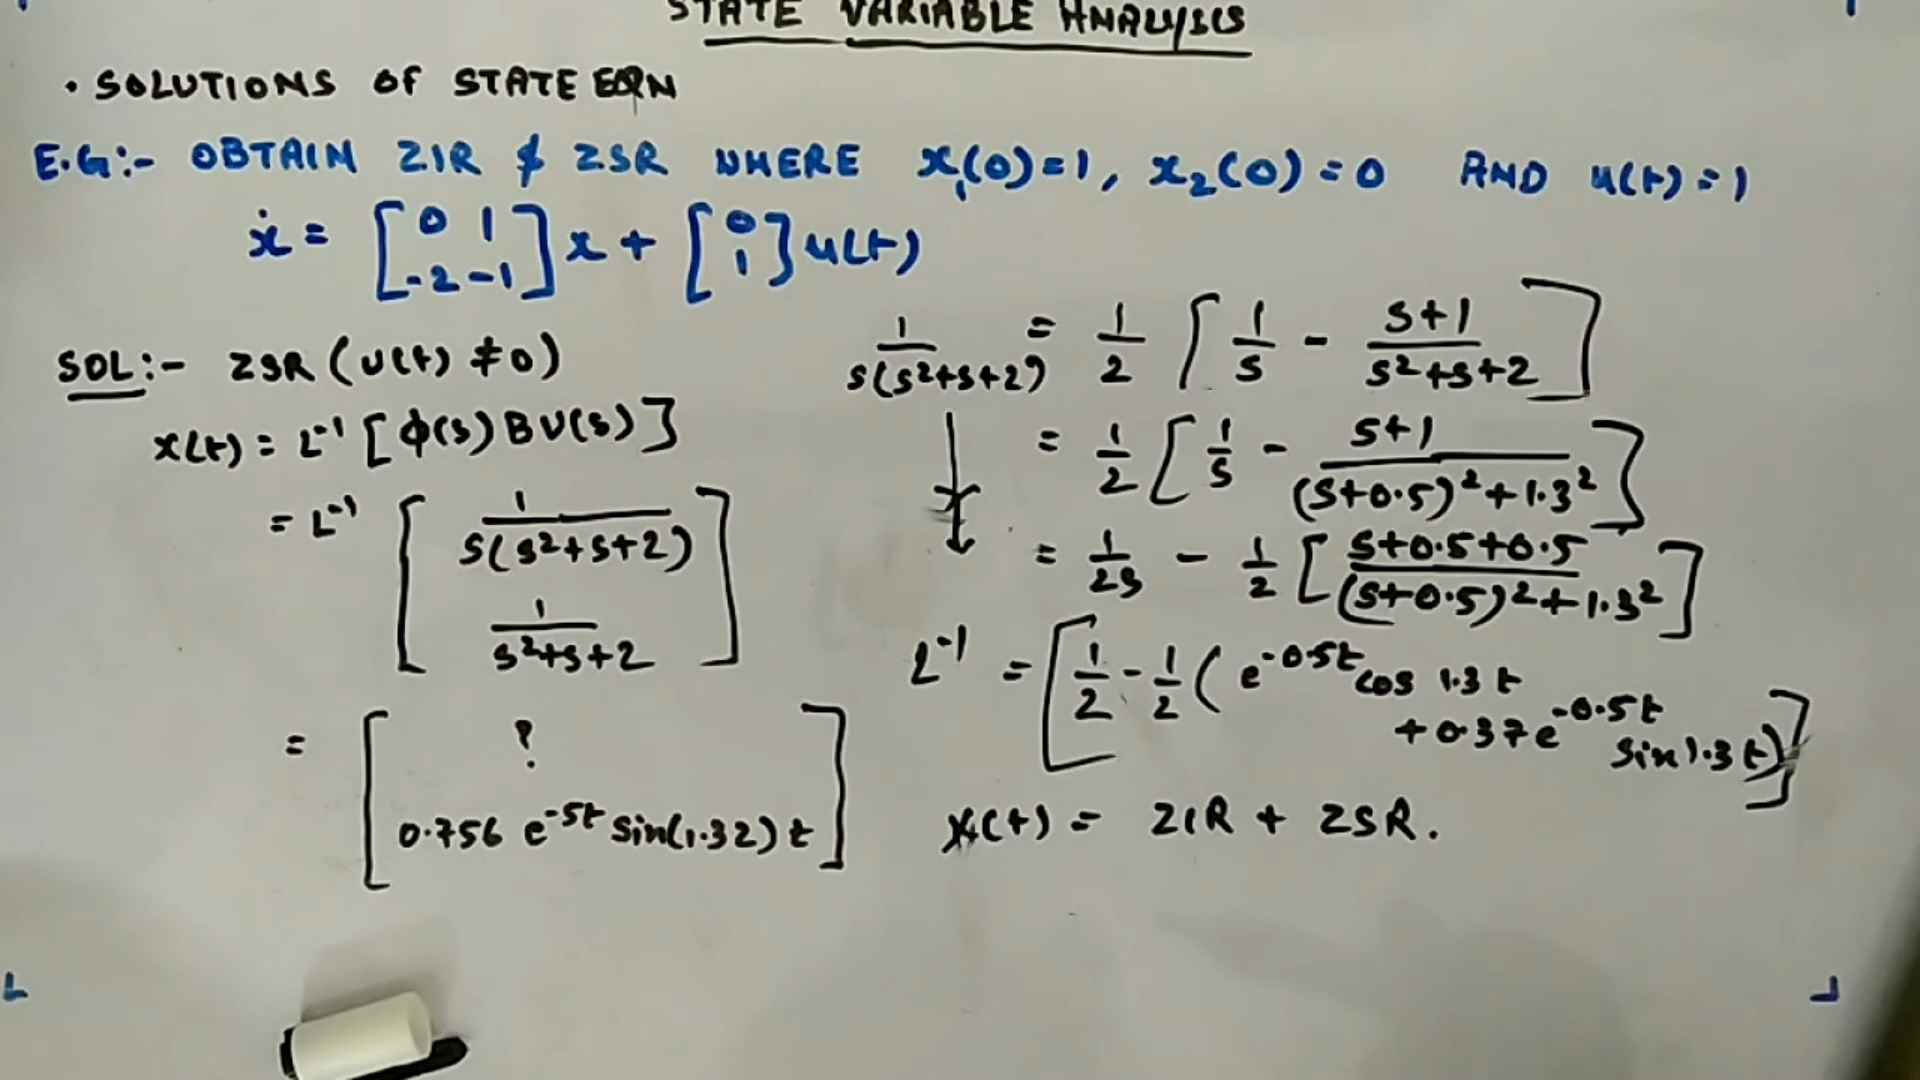 STATE VARIABLE ANALYSIS
• SOLUTIONS OF STATE EQN
E.G:- OBTAIN ZIR & ZSR WHERE x₁(0)=1, x₂(0)=0 AND u(t)=1
ẋ = [0 1; -2 -1] x + [0; 1] u(t)
SOL:- ZSR (U(t) ≠ 0)
x(t) = L⁻¹ [ϕ(s) B U(s)]
= L⁻¹ [1/(s(s²+s+2)); 1/(s²+s+2)]
= [?; 0.756 e^(-5t) sin(1.32)t]
1/(s(s²+s+2)) = 1/2 [1/s - (s+1)/(s²+s+2)]
= 1/2 [1/s - (s+1)/((s+0.5)²+1.3²)]
= 1/2s - 1/2 [(s+0.5+0.5)/((s+0.5)²+1.3²)]
L⁻¹ = [1/2 - 1/2 (e^(-0.5t) cos 1.3t
+0.37e^(-0.5t) sin 1.3t)]
x(t) = ZIR + ZSR.